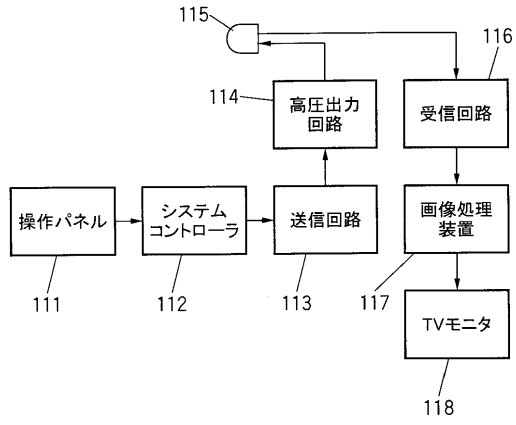 115
116
114
高圧出力
回路
受信回路
操作パネル
システム
コントローラ
送信回路
画像処理
装置
111
112
113
117
TVモニタ
118